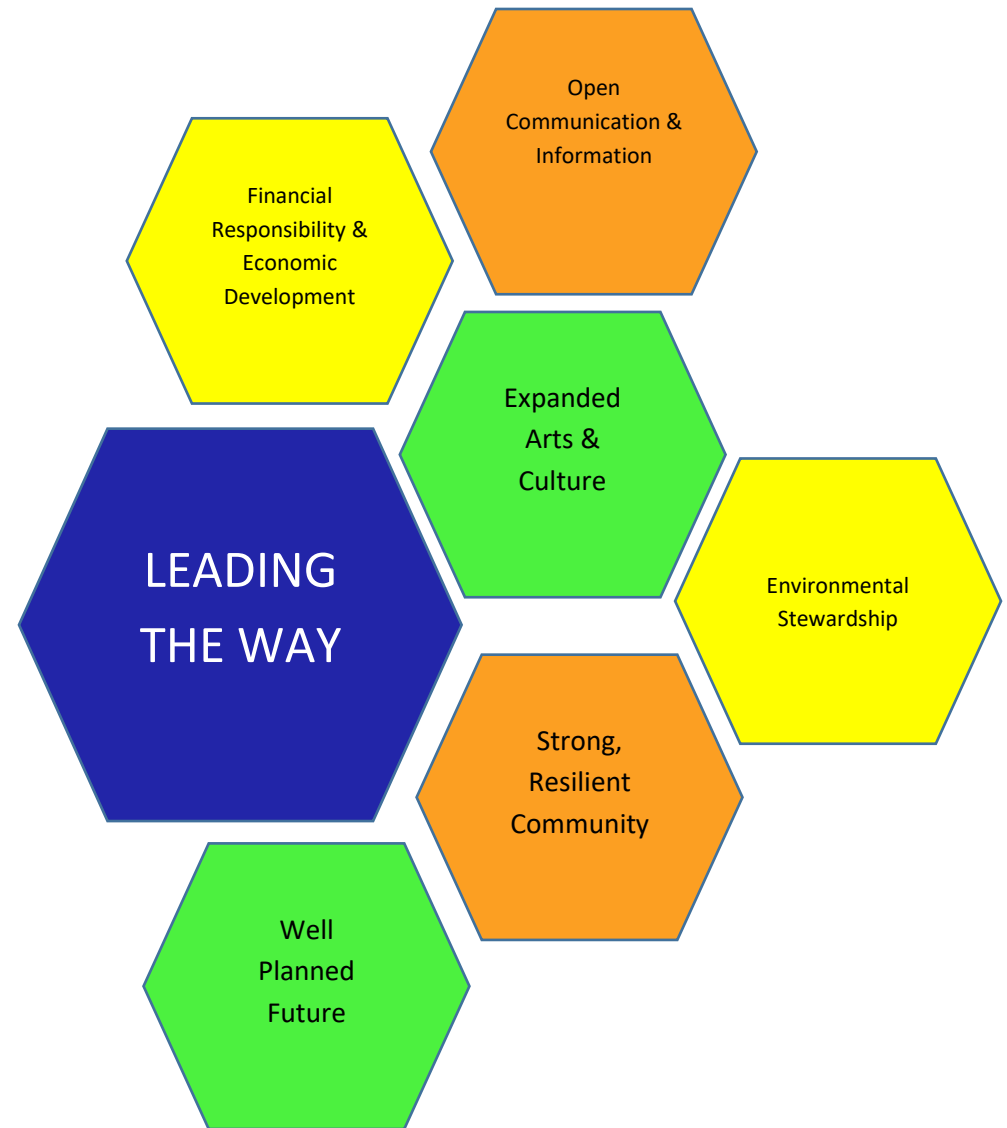 Open
Communication &
Information
Financial
Responsibility &
Economic
Development
Expanded
Arts &
Culture
LEADING
THE WAY
Environmental
Stewardship
Strong,
Resilient
Community
Well
Planned
Future